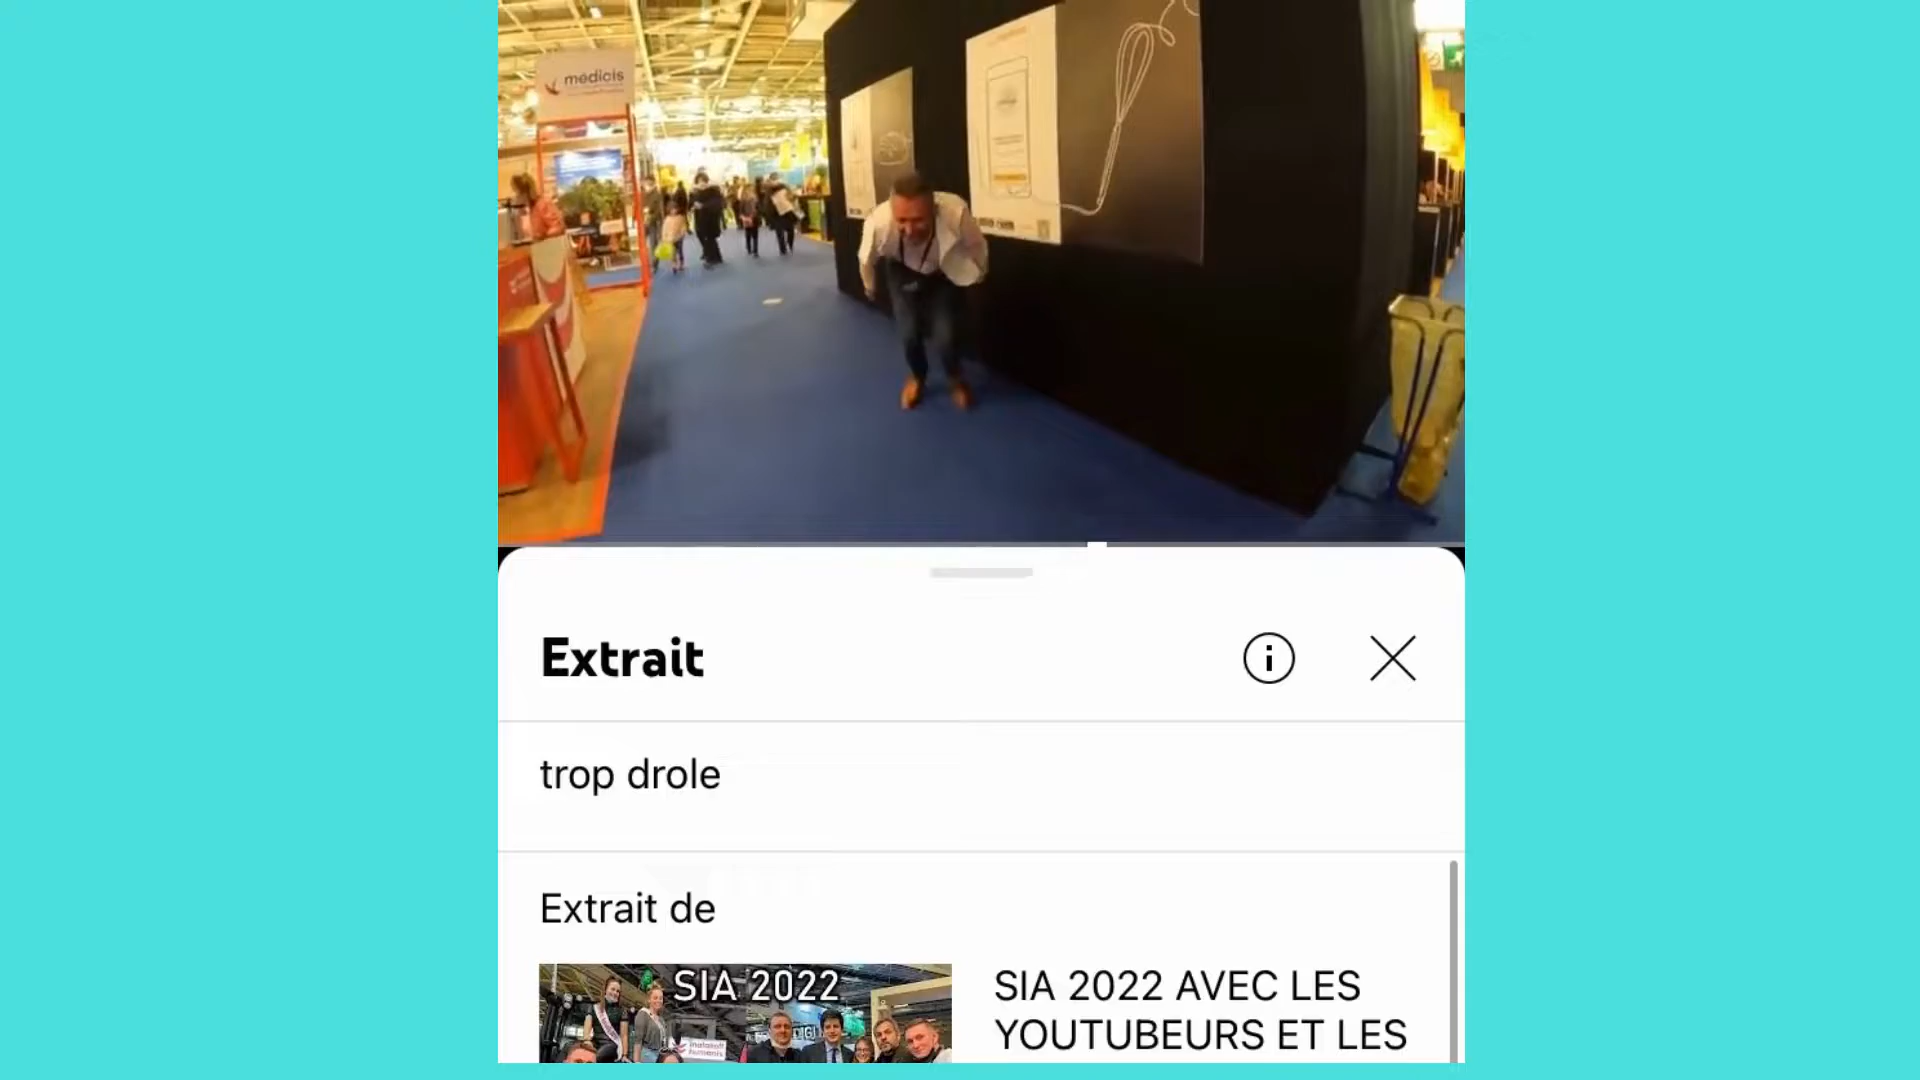 medicis
Extrait
trop drole
Extrait de
SIA 2022
SIA 2022 AVEC LES
YOUTUBEURS ET LES